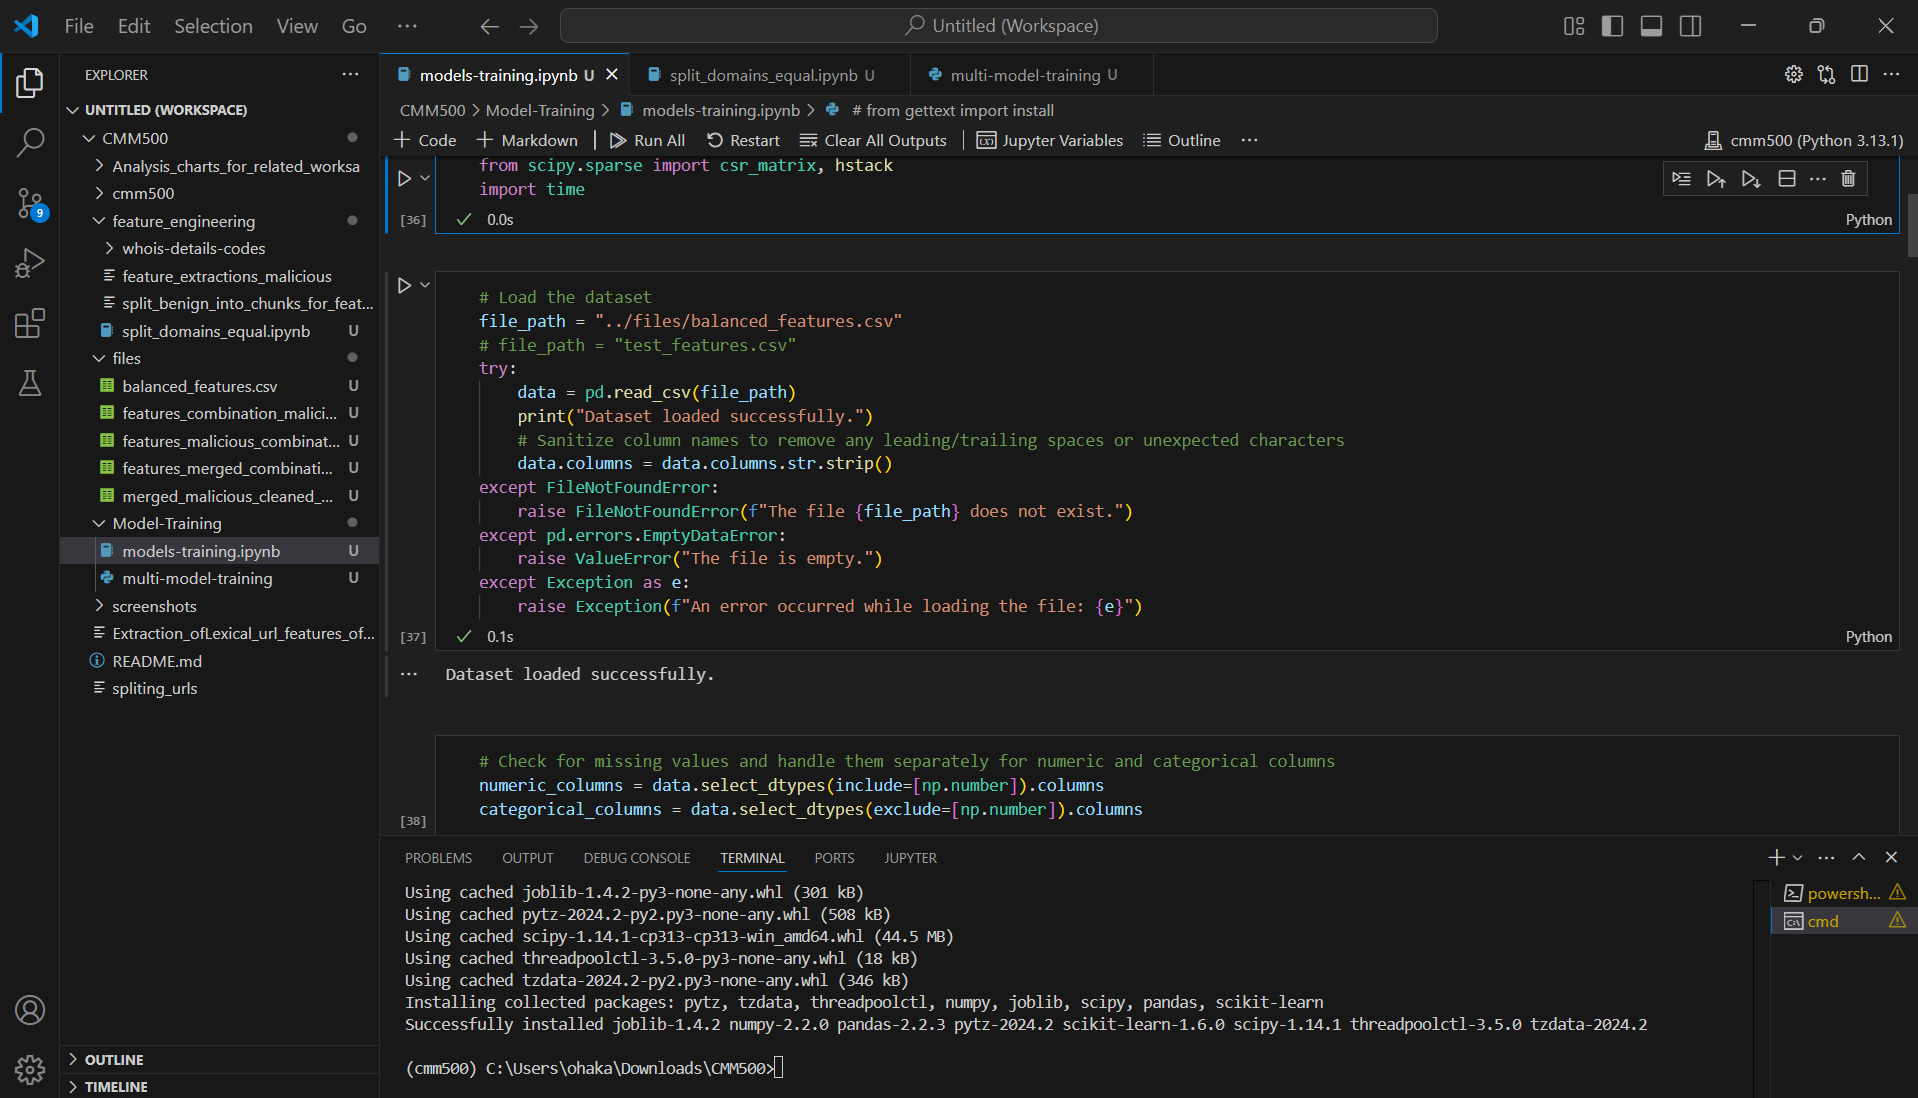 File Edit Selection View Go ··· Untitled (Workspace)
EXPLORER ···
UNTITLED (WORKSPACE)
CMM500
Analysis_charts_for_related_worksa
cmm500
feature_engineering
whois-details-codes
feature_extractions_malicious
split_benign_into_chunks_for_feat...
split_domains_equal.ipynb U
files
balanced_features.csv U
features_combination_malici... U
features_malicious_combinat... U
features_merged_combinati... U
merged_malicious_cleaned_... U
Model-Training
models-training.ipynb U
multi-model-training U
screenshots
Extraction_ofLexical_url_features_of...
README.md
spliting_urls
OUTLINE
TIMELINE
9
models-training.ipynb U split_domains_equal.ipynb U multi-model-training U
CMM500 > Model-Training > models-training.ipynb > # from gettext import install
+ Code + Markdown | Run All Restart Clear All Outputs | Jupyter Variables Outline ··· cmm500 (Python 3.13.1)
from scipy.sparse import csr_matrix, hstack
import time
[36] 0.0s Python
# Load the dataset
file_path = "../files/balanced_features.csv"
# file_path = "test_features.csv"
try:
    data = pd.read_csv(file_path)
    print("Dataset loaded successfully.")
    # Sanitize column names to remove any leading/trailing spaces or unexpected characters
    data.columns = data.columns.str.strip()
except FileNotFoundError:
    raise FileNotFoundError(f"The file {file_path} does not exist.")
except pd.errors.EmptyDataError:
    raise ValueError("The file is empty.")
except Exception as e:
    raise Exception(f"An error occurred while loading the file: {e}")
[37] 0.1s Python
··· Dataset loaded successfully.
# Check for missing values and handle them separately for numeric and categorical columns
numeric_columns = data.select_dtypes(include=[np.number]).columns
categorical_columns = data.select_dtypes(exclude=[np.number]).columns
[38]
PROBLEMS OUTPUT DEBUG CONSOLE TERMINAL PORTS JUPYTER
Using cached joblib-1.4.2-py3-none-any.whl (301 kB)
Using cached pytz-2024.2-py2.py3-none-any.whl (508 kB)
Using cached scipy-1.14.1-cp313-cp313-win_amd64.whl (44.5 MB)
Using cached threadpoolctl-3.5.0-py3-none-any.whl (18 kB)
Using cached tzdata-2024.2-py2.py3-none-any.whl (346 kB)
Installing collected packages: pytz, tzdata, threadpoolctl, numpy, joblib, scipy, pandas, scikit-learn
Successfully installed joblib-1.4.2 numpy-2.2.0 pandas-2.2.3 pytz-2024.2 scikit-learn-1.6.0 scipy-1.14.1 threadpoolctl-3.5.0 tzdata-2024.2
(cmm500) C:\Users\ohaka\Downloads\CMM500>
powersh...
cmd